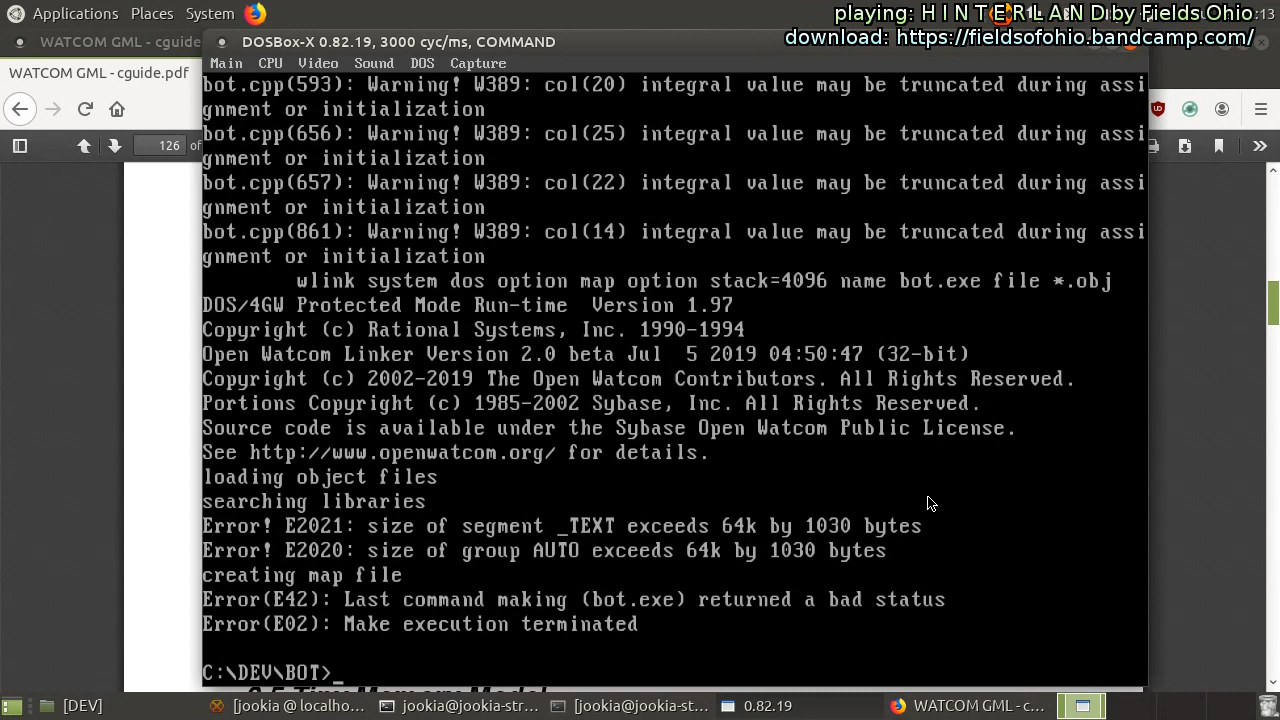 Applications Places System
:13
playing: H I N T E R L A N D by Fields Ohio
download: https://fieldsofohio.bandcamp.com/
WATCOM GML - cguide
DOSBox-X 0.82.19, 3000 cyc/ms, COMMAND
Main CPU Video Sound DOS Capture
WATCOM GML - cguide.pdf
126 of
bot.cpp(593): Warning! W389: col(20) integral value may be truncated during assi
gnment or initialization
bot.cpp(656): Warning! W389: col(25) integral value may be truncated during assi
gnment or initialization
bot.cpp(657): Warning! W389: col(22) integral value may be truncated during assi
gnment or initialization
bot.cpp(861): Warning! W389: col(14) integral value may be truncated during assi
gnment or initialization
wlink system dos option map option stack=4096 name bot.exe file *.obj
DOS/4GW Protected Mode Run-time Version 1.97
Copyright (c) Rational Systems, Inc. 1990-1994
Open Watcom Linker Version 2.0 beta Jul 5 2019 04:50:47 (32-bit)
Copyright (c) 2002-2019 The Open Watcom Contributors. All Rights Reserved.
Portions Copyright (c) 1985-2002 Sybase, Inc. All Rights Reserved.
Source code is available under the Sybase Open Watcom Public License.
See http://www.openwatcom.org/ for details.
loading object files
searching libraries
Error! E2021: size of segment _TEXT exceeds 64k by 1030 bytes
Error! E2020: size of group AUTO exceeds 64k by 1030 bytes
creating map file
Error(E42): Last command making (bot.exe) returned a bad status
Error(E02): Make execution terminated
C:\DEV\BOT>_
[DEV]
[jookia @ localho...
jookia@jookia-str...
[jookia@jookia-st...
0.82.19
WATCOM GML - c...